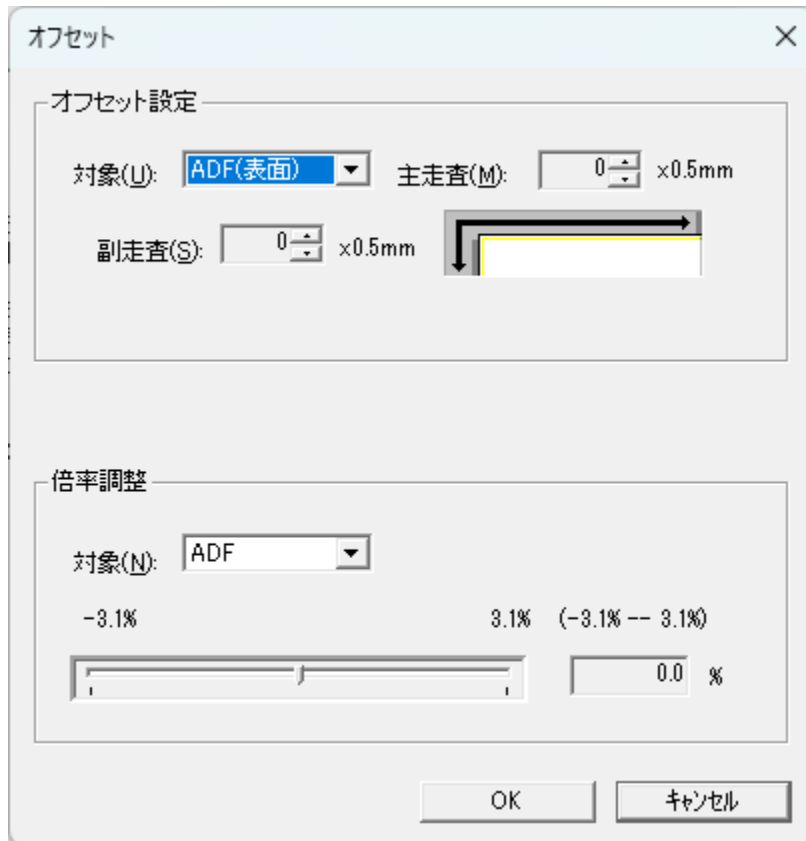 オフセット
オフセット設定
対象(U): ADF(表面) 主走査(M): 0 x0.5mm
副走査(S): 0 x0.5mm
倍率調整
対象(N): ADF
-3.1% 3.1% (-3.1% -- 3.1%)
0.0 %
OK キャンセル